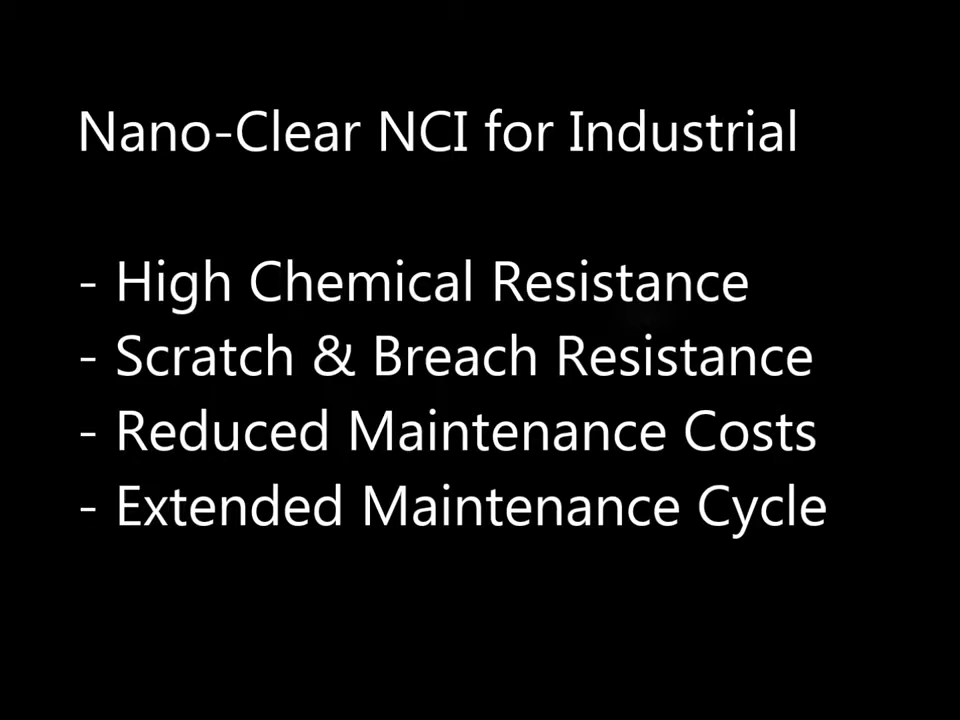 Nano-Clear NCI for Industrial
- High Chemical Resistance
- Scratch & Breach Resistance
- Reduced Maintenance Costs
- Extended Maintenance Cycle